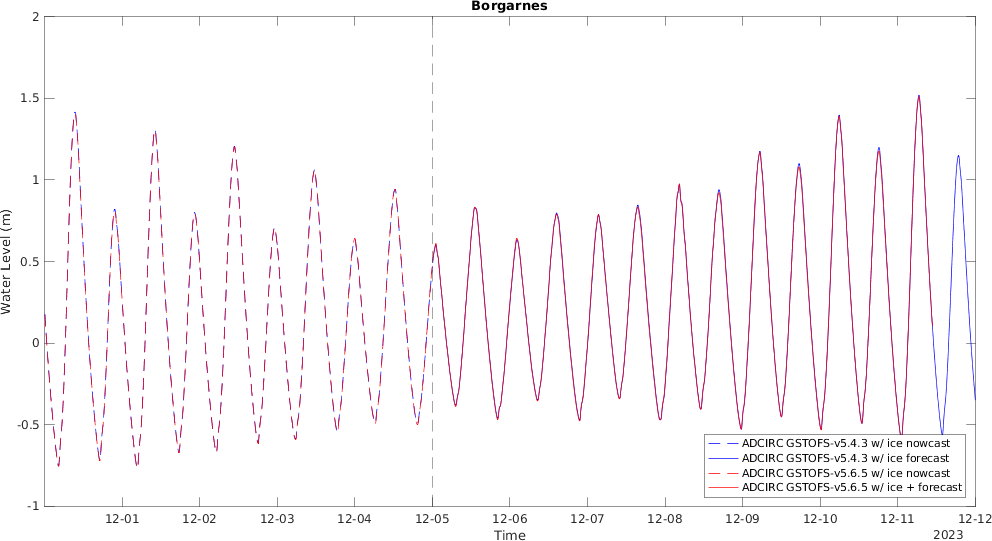 Borgarnes
Water Level (m)
2
1.5
1
0.5
0
-0.5
-1
12-01 12-02 12-03 12-04 12-05 12-06 12-07 12-08 12-09 12-10 12-11 12-12
Time
2023
ADCIRC GSTOFS-v5.4.3 w/ ice nowcast
ADCIRC GSTOFS-v5.4.3 w/ ice forecast
ADCIRC GSTOFS-v5.6.5 w/ ice nowcast
ADCIRC GSTOFS-v5.6.5 w/ ice + forecast